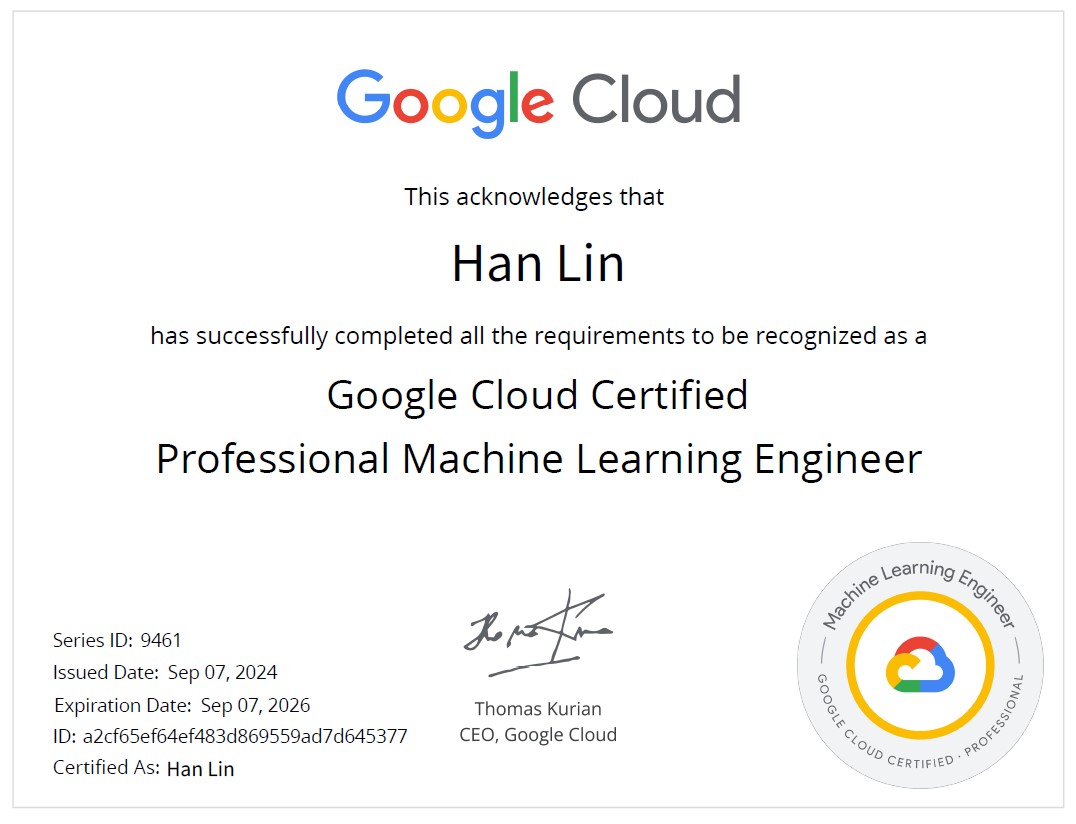 Google Cloud
This acknowledges that
Han Lin
has successfully completed all the requirements to be recognized as a
Google Cloud Certified
Professional Machine Learning Engineer
Series ID: 9461
Issued Date: Sep 07, 2024
Expiration Date: Sep 07, 2026
ID: a2cf65ef64ef483d869559ad7d645377
Certified As: Han Lin
Thomas Kurian
CEO, Google Cloud
Machine Learning Engineer
GOOGLE CLOUD CERTIFIED · PROFESSIONAL